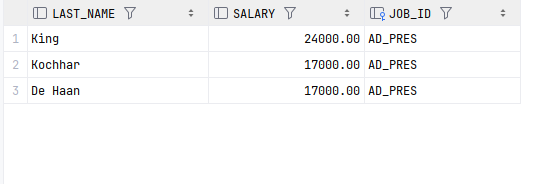 LAST_NAME SALARY JOB_ID
1 King 24000.00 AD_PRES
2 Kochhar 17000.00 AD_PRES
3 De Haan 17000.00 AD_PRES